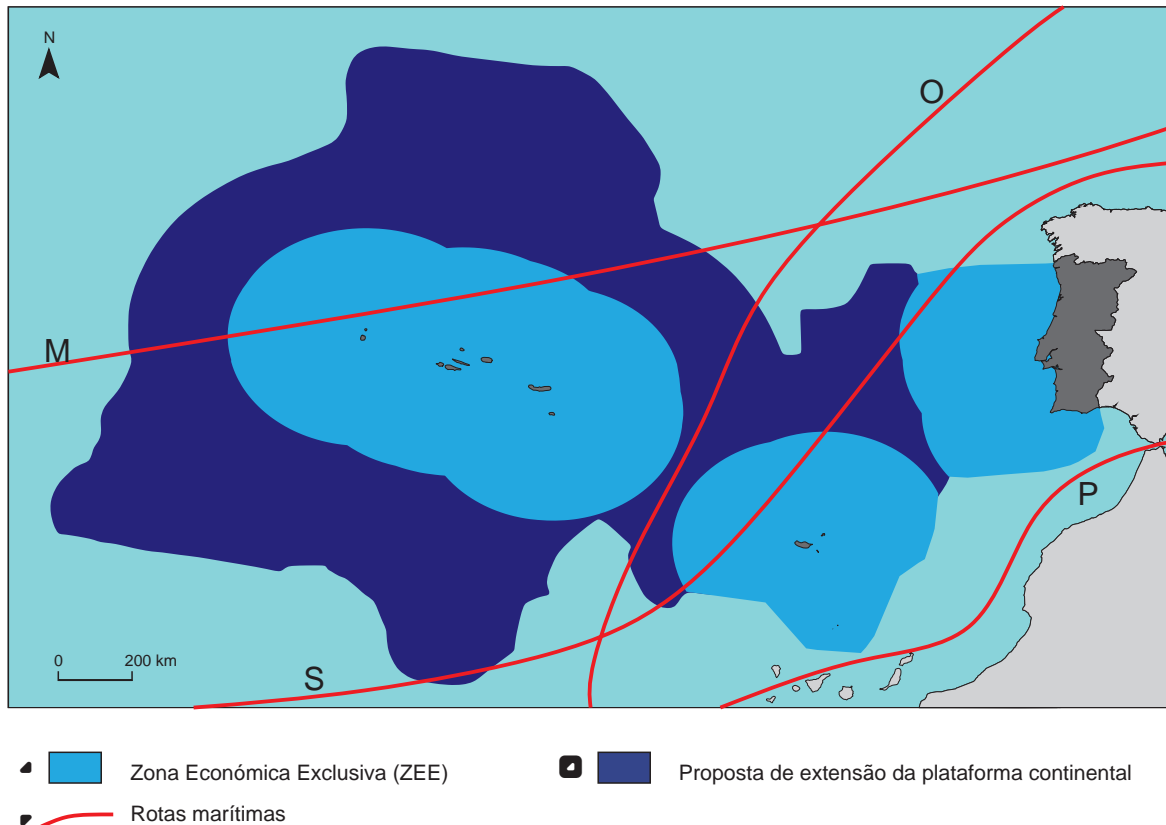 N
O
M
P
S
0 200 km
Zona Económica Exclusiva (ZEE)
Proposta de extensão da plataforma continental
Rotas marítimas